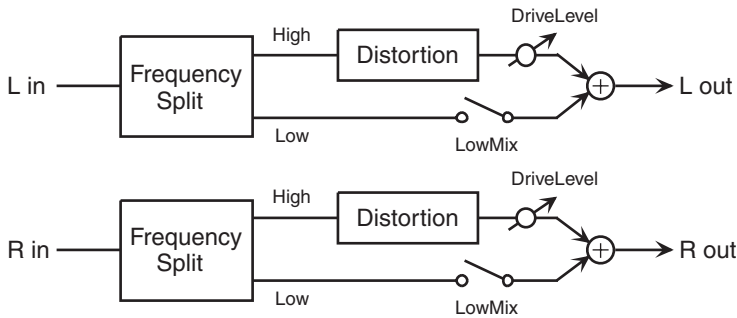 DriveLevel
High
Distortion
L in
Frequency
Split
+
L out
Low
LowMix
DriveLevel
High
Distortion
R in
Frequency
Split
+
R out
Low
LowMix